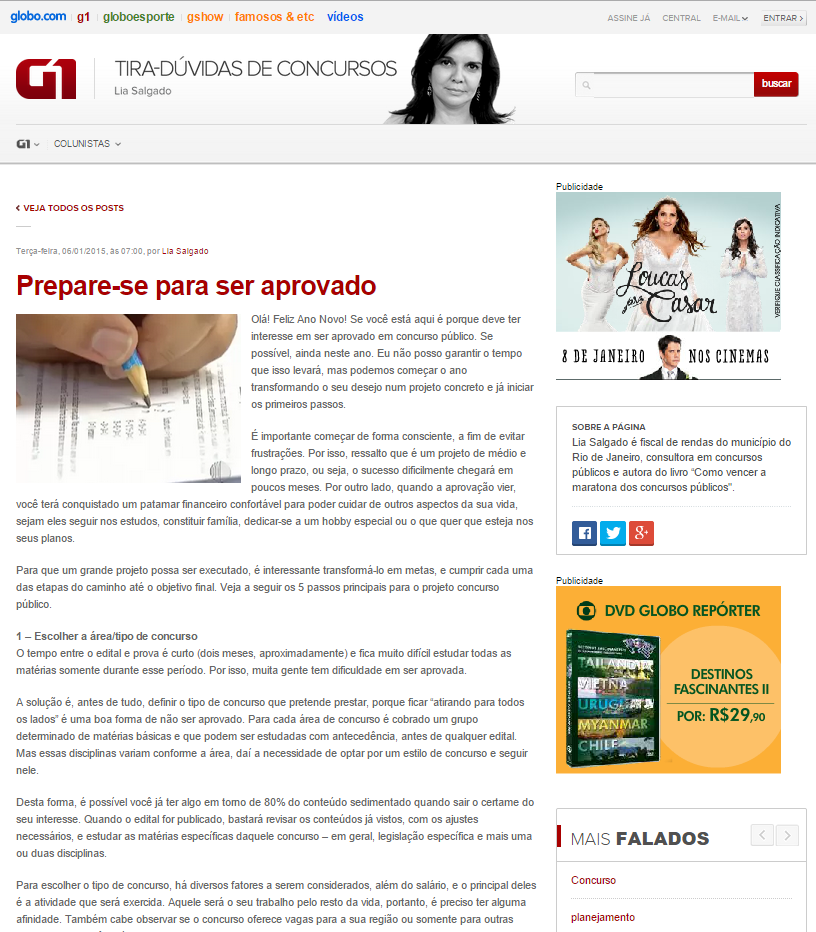 globo.com g1 globoesporte gshow famosos & etc vídeos
ASSINE JÁ CENTRAL E-MAIL ENTRAR
G1 TIRA-DÚVIDAS DE CONCURSOS
Lia Salgado
buscar
G1 COLUNISTAS
VEJA TODOS OS POSTS
Terça-feira, 06/01/2015, às 07:00, por Lia Salgado
Prepare-se para ser aprovado
Olá! Feliz Ano Novo! Se você está aqui é porque deve ter
interesse em ser aprovado em concurso público. Se
possível, ainda neste ano. Eu não posso garantir o tempo
que isso levará, mas podemos começar o ano
transformando o seu desejo num projeto concreto e já iniciar
os primeiros passos.
É importante começar de forma consciente, a fim de evitar
frustrações. Por isso, ressalto que é um projeto de médio e
longo prazo, ou seja, o sucesso dificilmente chegará em
poucos meses. Por outro lado, quando a aprovação vier,
você terá conquistado um patamar financeiro confortável para poder cuidar de outros aspectos da sua vida,
sejam eles seguir nos estudos, constituir família, dedicar-se a um hobby especial ou o que quer que esteja nos
seus planos.
Para que um grande projeto possa ser executado, é interessante transformá-lo em metas, e cumprir cada uma
das etapas do caminho até o objetivo final. Veja a seguir os 5 passos principais para o projeto concurso
público.
1 – Escolher a área/tipo de concurso
O tempo entre o edital e prova é curto (dois meses, aproximadamente) e fica muito difícil estudar todas as
matérias somente durante esse período. Por isso, muita gente tem dificuldade em ser aprovada.
A solução é, antes de tudo, definir o tipo de concurso que pretende prestar, porque ficar “atirando para todos
os lados” é uma boa forma de não ser aprovado. Para cada área de concurso é cobrado um grupo
determinado de matérias básicas e que podem ser estudadas com antecedência, antes de qualquer edital.
Mas essas disciplinas variam conforme a área, daí a necessidade de optar por um estilo de concurso e seguir
nele.
Desta forma, é possível você já ter algo em torno de 80% do conteúdo sedimentado quando sair o certame do
seu interesse. Quando o edital for publicado, bastará revisar os conteúdos já vistos, com os ajustes
necessários, e estudar as matérias específicas daquele concurso – em geral, legislação específica e mais uma
ou duas disciplinas.
Para escolher o tipo de concurso, há diversos fatores a serem considerados, além do salário, e o principal deles
é a atividade que será exercida. Aquele será o seu trabalho pelo resto da vida, portanto, é preciso ter alguma
afinidade. Também cabe observar se o concurso oferece vagas para a sua região ou somente para outras
Publicidade
Loucas pra Casar
VERIFIQUE CLASSIFICAÇÃO INDICATIVA
8 DE JANEIRO NOS CINEMAS
SOBRE A PÁGINA
Lia Salgado é fiscal de rendas do município do
Rio de Janeiro, consultora em concursos
públicos e autora do livro “Como vencer a
maratona dos concursos públicos”.
Publicidade
DVD GLOBO REPÓRTER
TAILÂNDIA
VIETNÃ
URUGUAI
MYANMAR
CHILE
DESTINOS
FASCINANTES II
POR: R$29,90
MAIS FALADOS
Concurso
planejamento